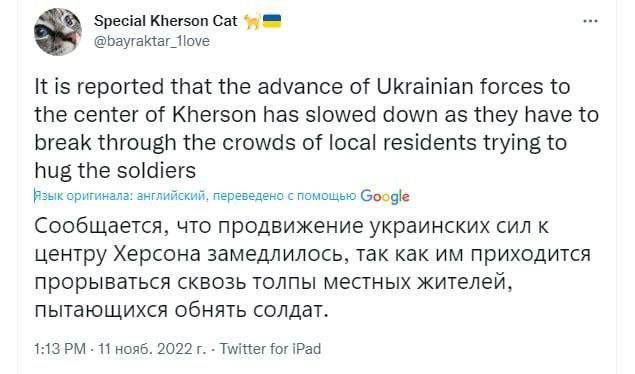 Special Kherson Cat 🐈🇺🇦
@bayraktar_1love
It is reported that the advance of Ukrainian forces to
the center of Kherson has slowed down as they have to
break through the crowds of local residents trying to
hug the soldiers
Язык оригинала: английский, переведено с помощью Google
Сообщается, что продвижение украинских сил к
центру Херсона замедлилось, так как им приходится
прорываться сквозь толпы местных жителей,
пытающихся обнять солдат.
1:13 PM · 11 нояб. 2022 г. · Twitter for iPad